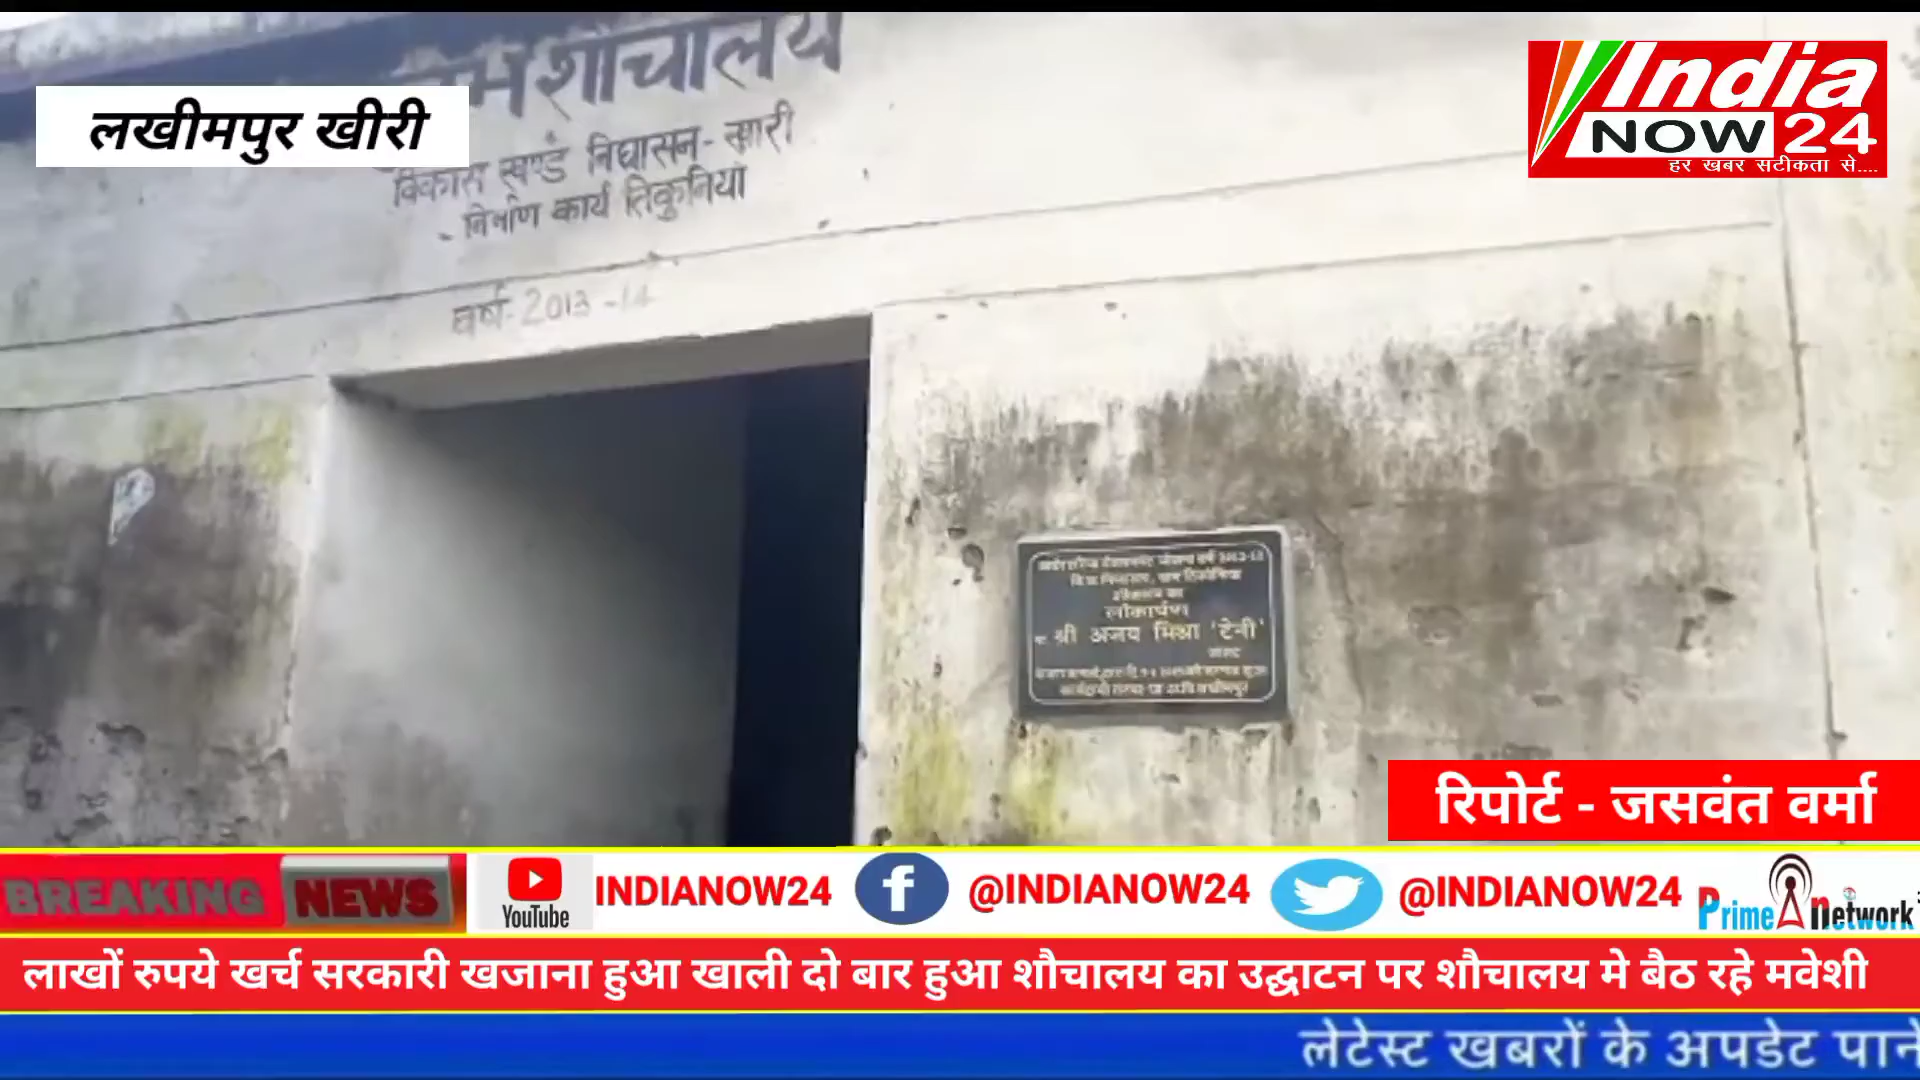 शौचालय
लखीमपुर खीरी
विकास खण्ड निघासन - खीरी
निर्माण कार्य तिकुनिया
वर्ष- 2013 -14
India
NOW 24
हर खबर सटीकता से....
लोकार्पण
श्री अजय मिश्रा 'टेनी'
रिपोर्ट - जसवंत वर्मा
BREAKING NEWS
YouTube
INDIANOW24
@INDIANOW24
@INDIANOW24
Prime Network
लाखों रुपये खर्च सरकारी खजाना हुआ खाली दो बार हुआ शौचालय का उद्घाटन पर शौचालय मे बैठ रहे मवेशी
लेटेस्ट खबरों के अपडेट पाने